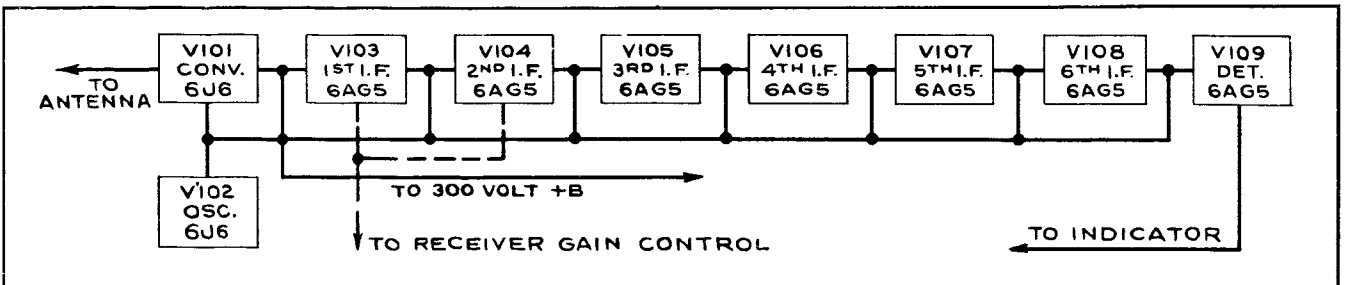 V101
CONV.
6J6
V103
1ST I.F.
6AG5
V104
2ND I.F.
6AG5
V105
3RD I.F.
6AG5
V106
4TH I.F.
6AG5
V107
5TH I.F.
6AG5
V108
6TH I.F.
6AG5
V109
DET.
6AG5
TO
ANTENNA
V102
OSC.
6J6
TO 300 VOLT +B
TO RECEIVER GAIN CONTROL
TO INDICATOR